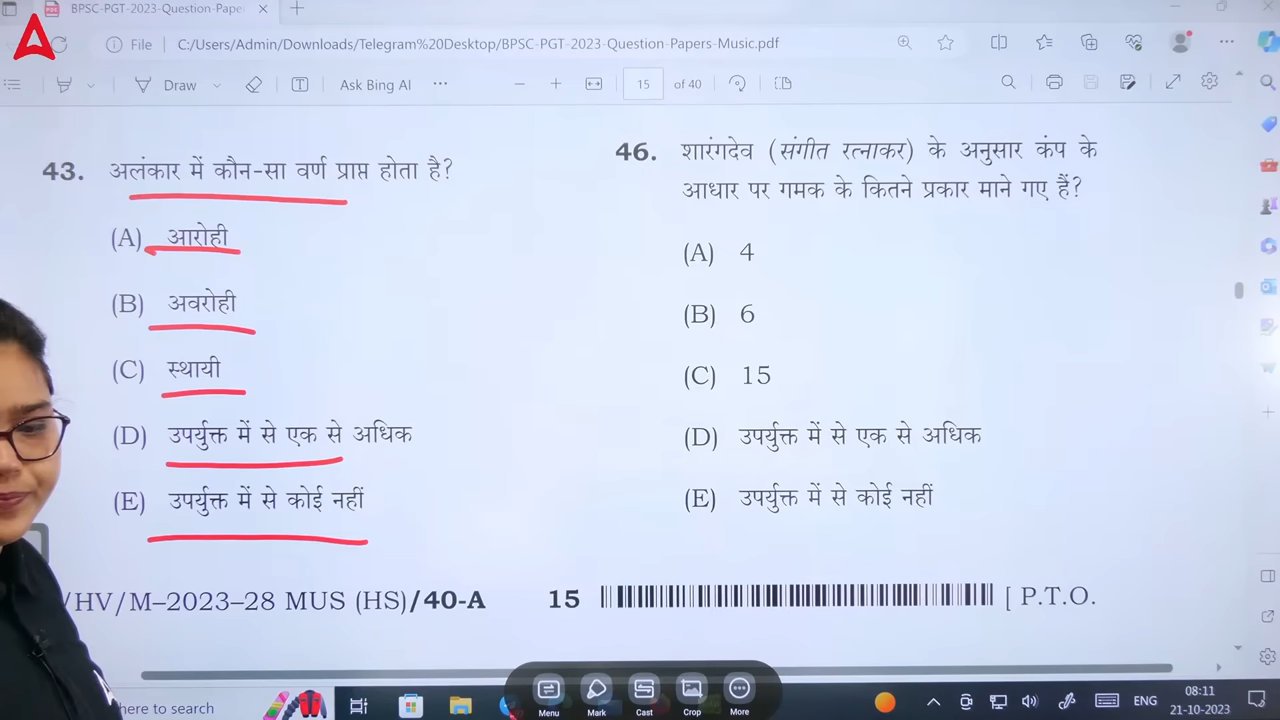 BPSC-PGT-2023-Question-Pape
File C:/Users/Admin/Downloads/Telegram%20Desktop/BPSC-PGT-2023-Question-Papers-Music.pdf
Draw Ask Bing AI 15 of 40
43. अलंकार में कौन-सा वर्ण प्राप्त होता है?
(A) आरोही
(B) अवरोही
(C) स्थायी
(D) उपर्युक्त में से एक से अधिक
(E) उपर्युक्त में से कोई नहीं
46. शारंगदेव (संगीत रत्नाकर) के अनुसार कंप के
आधार पर गमक के कितने प्रकार माने गए हैं?
(A) 4
(B) 6
(C) 15
(D) उपर्युक्त में से एक से अधिक
(E) उपर्युक्त में से कोई नहीं
/HV/M–2023–28 MUS (HS)/40-A 15 [ P.T.O.
Menu Mark Cast Crop More
here to search
ENG
08:11
21-10-2023